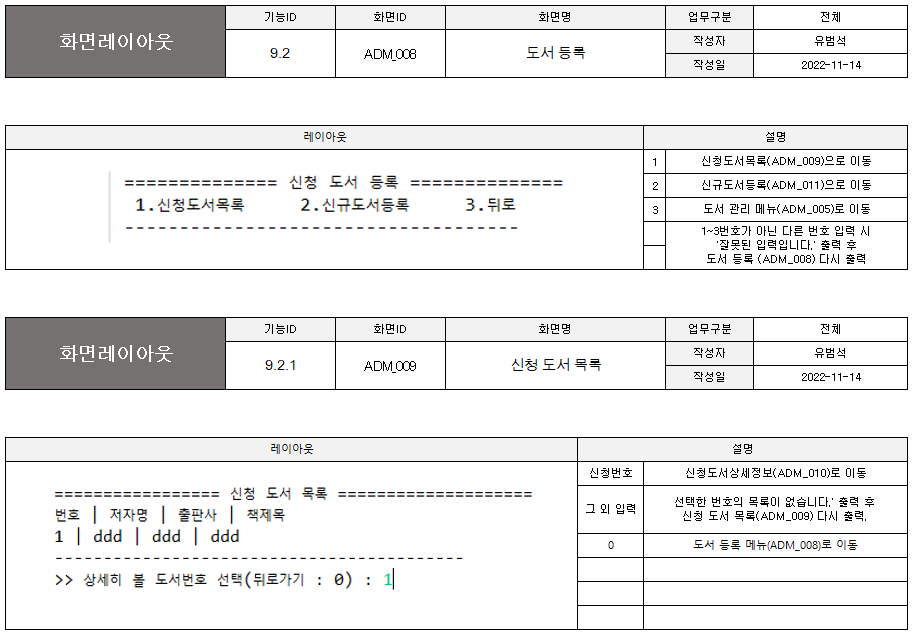 화면레이아웃 기능ID 화면ID 화면명 업무구분 전체
9.2 ADM_008 도서 등록 작성자 유범석
작성일 2022-11-14
레이아웃 설명
============== 신청 도서 등록 ==============
1.신청도서목록 2.신규도서등록 3.뒤로
------------------------------------
1 신청도서목록(ADM_009)으로 이동
2 신규도서등록(ADM_011)으로 이동
3 도서 관리 메뉴(ADM_005)로 이동
1~3번호가 아닌 다른 번호 입력 시
'잘못된 입력입니다.' 출력 후
도서 등록 (ADM_008) 다시 출력
화면레이아웃 기능ID 화면ID 화면명 업무구분 전체
9.2.1 ADM_009 신청 도서 목록 작성자 유범석
작성일 2022-11-14
레이아웃 설명
================= 신청 도서 목록 ====================
번호 | 저자명 | 출판사 | 책제목
1 | ddd | ddd | ddd
----------------------------------------
>> 상세히 볼 도서번호 선택(뒤로가기 : 0) : 1
신청번호 신청도서상세정보(ADM_010)로 이동
그 외 입력 선택한 번호의 목록이 없습니다.' 출력 후
신청 도서 목록(ADM_009) 다시 출력.
0 도서 등록 메뉴(ADM_008)로 이동